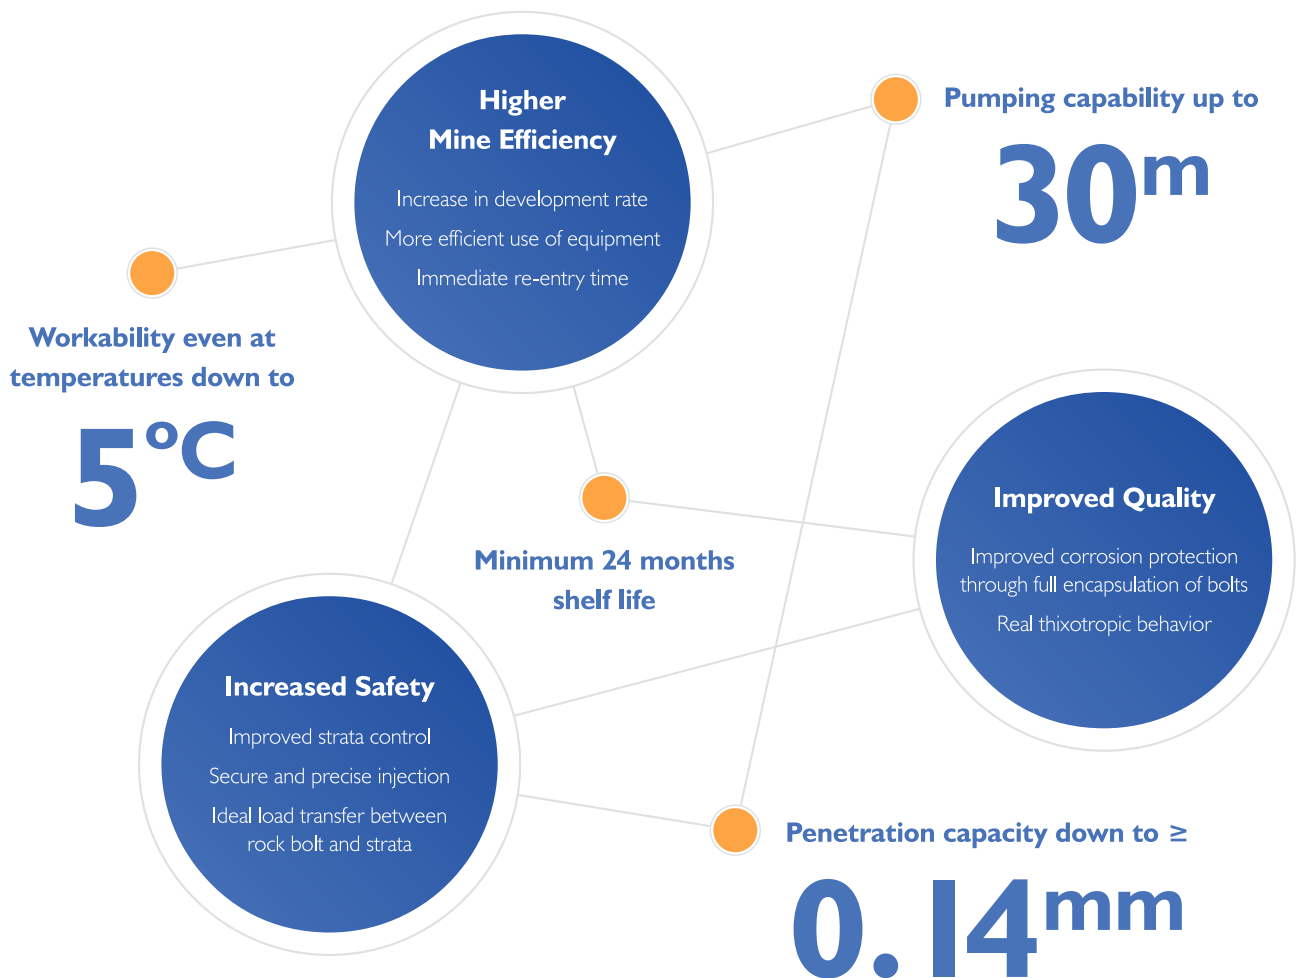 Higher
Mine Efficiency
Increase in development rate
More efficient use of equipment
Immediate re-entry time
Pumping capability up to
30m
Workability even at
temperatures down to
5°C
Minimum 24 months
shelf life
Improved Quality
Improved corrosion protection
through full encapsulation of bolts
Real thixotropic behavior
Increased Safety
Improved strata control
Secure and precise injection
Ideal load transfer between
rock bolt and strata
Penetration capacity down to ≥
0.14mm